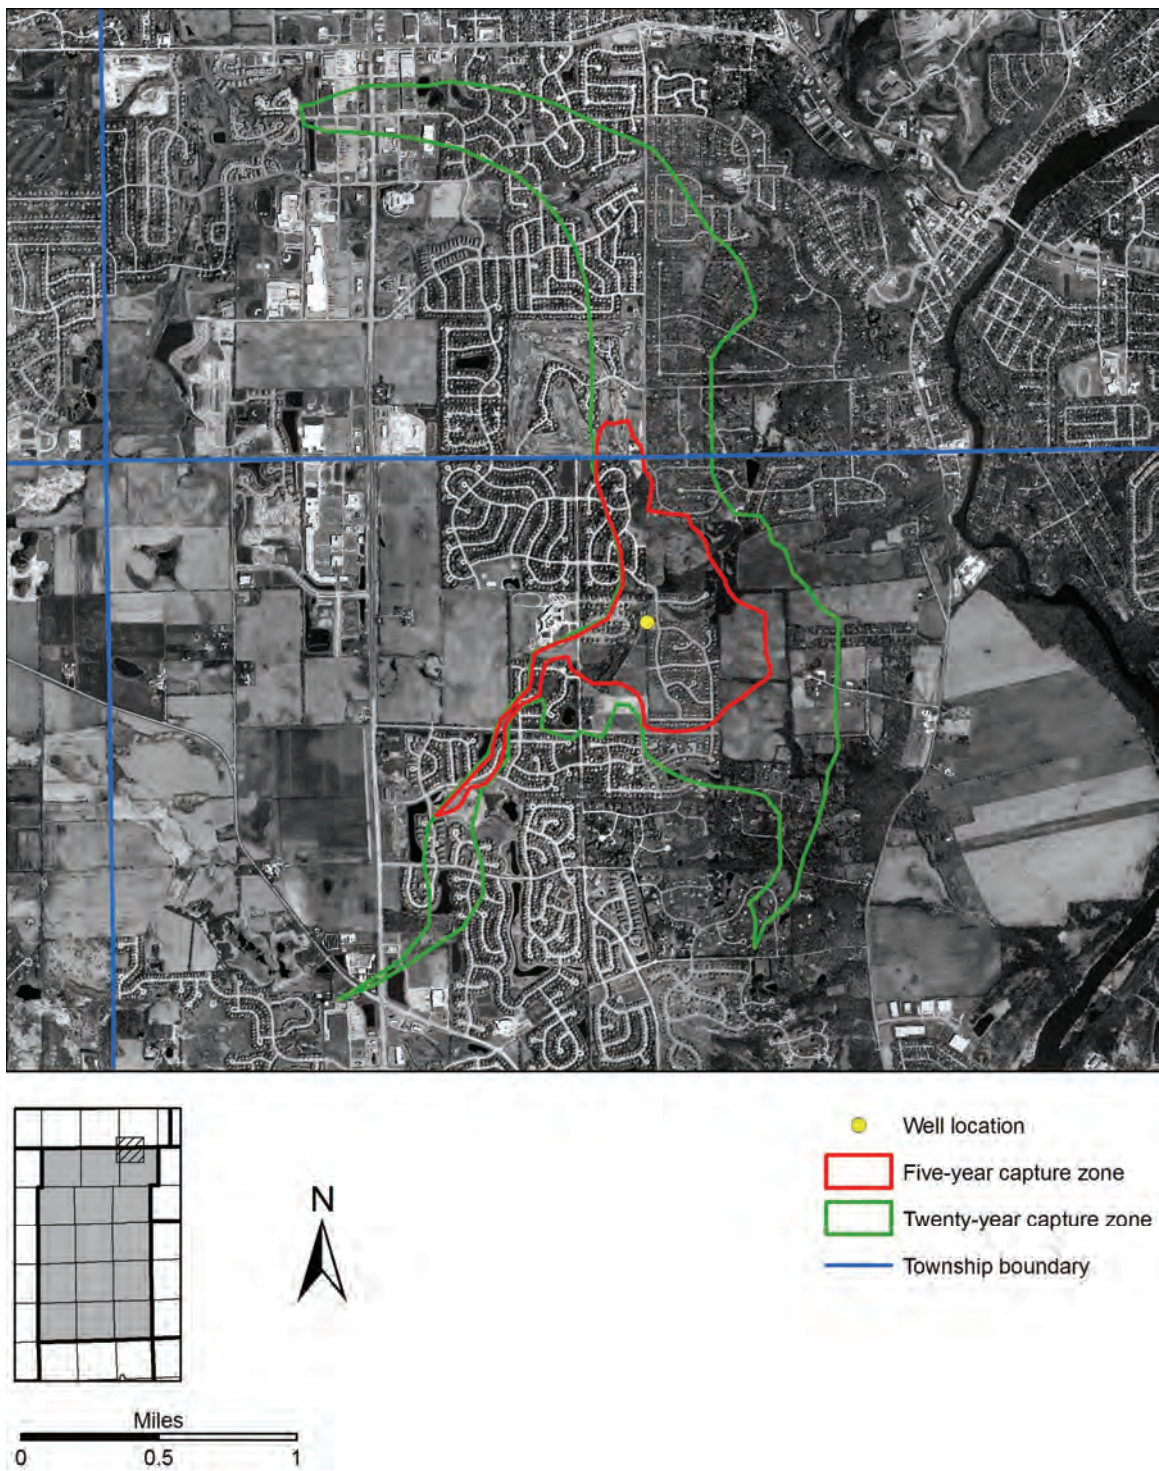 Well location
Five-year capture zone
N
Twenty-year capture zone
Township boundary
Miles
0 0.5 1